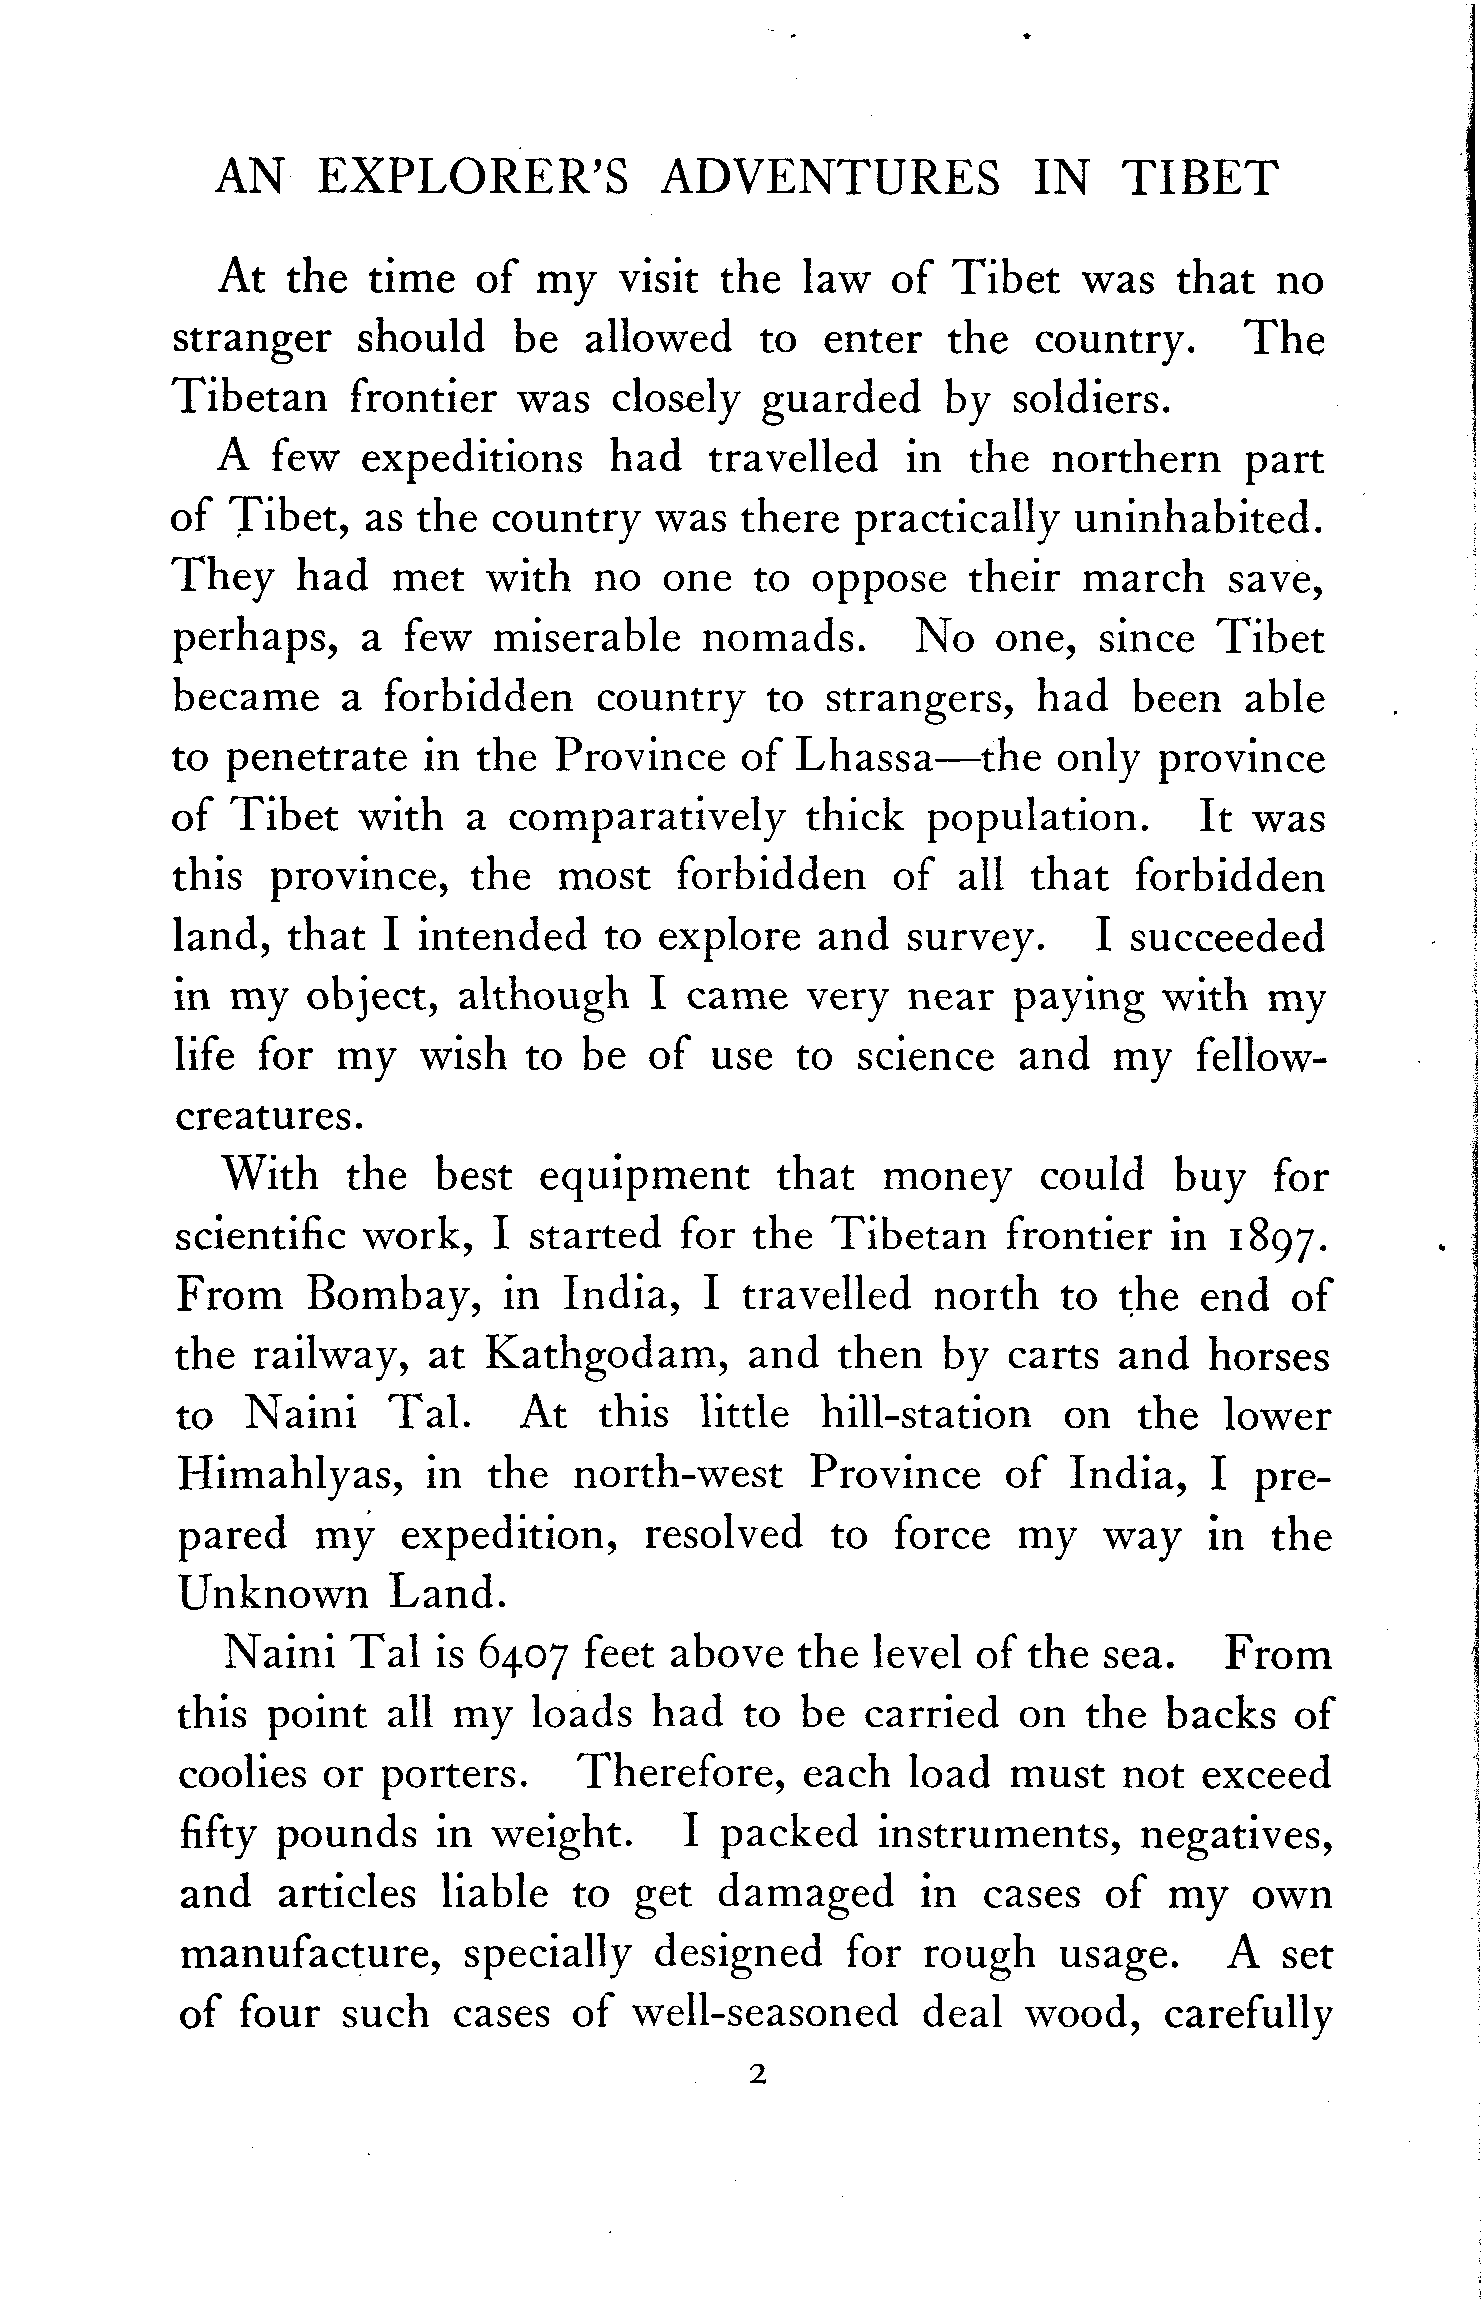 AN EXPLORER'S ADVENTURES IN TIBET
At the time of my visit the law of Tibet was that no
stranger should be allowed to enter the country. The
Tibetan frontier was closely guarded by soldiers.
A few expeditions had travelled in the northern part
of Tibet, as the country was there practically uninhabited.
They had met with no one to oppose their march save,
perhaps, a few miserable nomads. No one, since Tibet
became a forbidden country to strangers, had been able
to penetrate in the Province of Lhassa—the only province
of Tibet with a comparatively thick population. It was
this province, the most forbidden of all that forbidden
land, that I intended to explore and survey. I succeeded
in my object, although I came very near paying with my
life for my wish to be of use to science and my fellow-
creatures.
With the best equipment that money could buy for
scientific work, I started for the Tibetan frontier in 1897.
From Bombay, in India, I travelled north to the end of
the railway, at Kathgodam, and then by carts and horses
to Naini Tal. At this little hill-station on the lower
Himahlyas, in the north-west Province of India, I pre-
pared my expedition, resolved to force my way in the
Unknown Land.
Naini Tal is 6407 feet above the level of the sea. From
this point all my loads had to be carried on the backs of
coolies or porters. Therefore, each load must not exceed
fifty pounds in weight. I packed instruments, negatives,
and articles liable to get damaged in cases of my own
manufacture, specially designed for rough usage. A set
of four such cases of well-seasoned deal wood, carefully
2